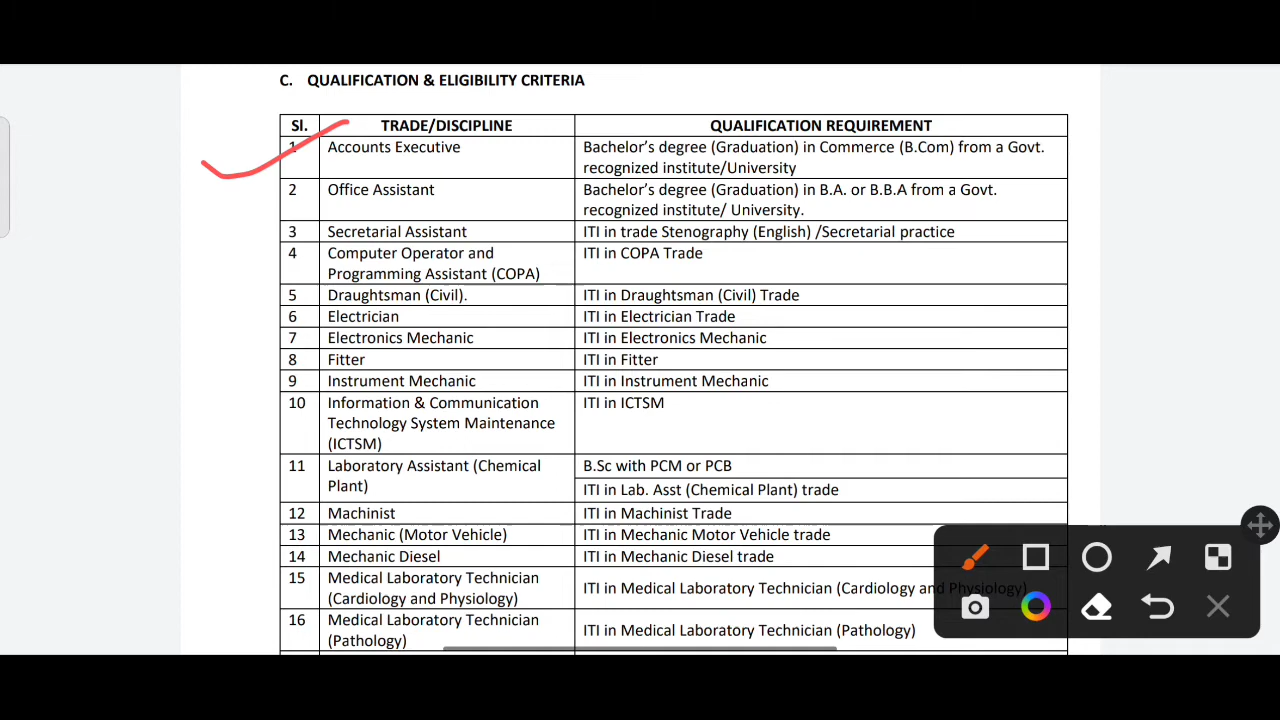 C. QUALIFICATION & ELIGIBILITY CRITERIA
Sl. TRADE/DISCIPLINE QUALIFICATION REQUIREMENT
1 Accounts Executive Bachelor's degree (Graduation) in Commerce (B.Com) from a Govt.
recognized institute/University
2 Office Assistant Bachelor's degree (Graduation) in B.A. or B.B.A from a Govt.
recognized institute/ University.
3 Secretarial Assistant ITI in trade Stenography (English) /Secretarial practice
4 Computer Operator and ITI in COPA Trade
Programming Assistant (COPA)
5 Draughtsman (Civil). ITI in Draughtsman (Civil) Trade
6 Electrician ITI in Electrician Trade
7 Electronics Mechanic ITI in Electronics Mechanic
8 Fitter ITI in Fitter
9 Instrument Mechanic ITI in Instrument Mechanic
10 Information & Communication ITI in ICTSM
Technology System Maintenance
(ICTSM)
11 Laboratory Assistant (Chemical B.Sc with PCM or PCB
Plant) ITI in Lab. Asst (Chemical Plant) trade
12 Machinist ITI in Machinist Trade
13 Mechanic (Motor Vehicle) ITI in Mechanic Motor Vehicle trade
14 Mechanic Diesel ITI in Mechanic Diesel trade
15 Medical Laboratory Technician ITI in Medical Laboratory Technician (Cardiology and Physiology)
(Cardiology and Physiology)
16 Medical Laboratory Technician ITI in Medical Laboratory Technician (Pathology)
(Pathology)